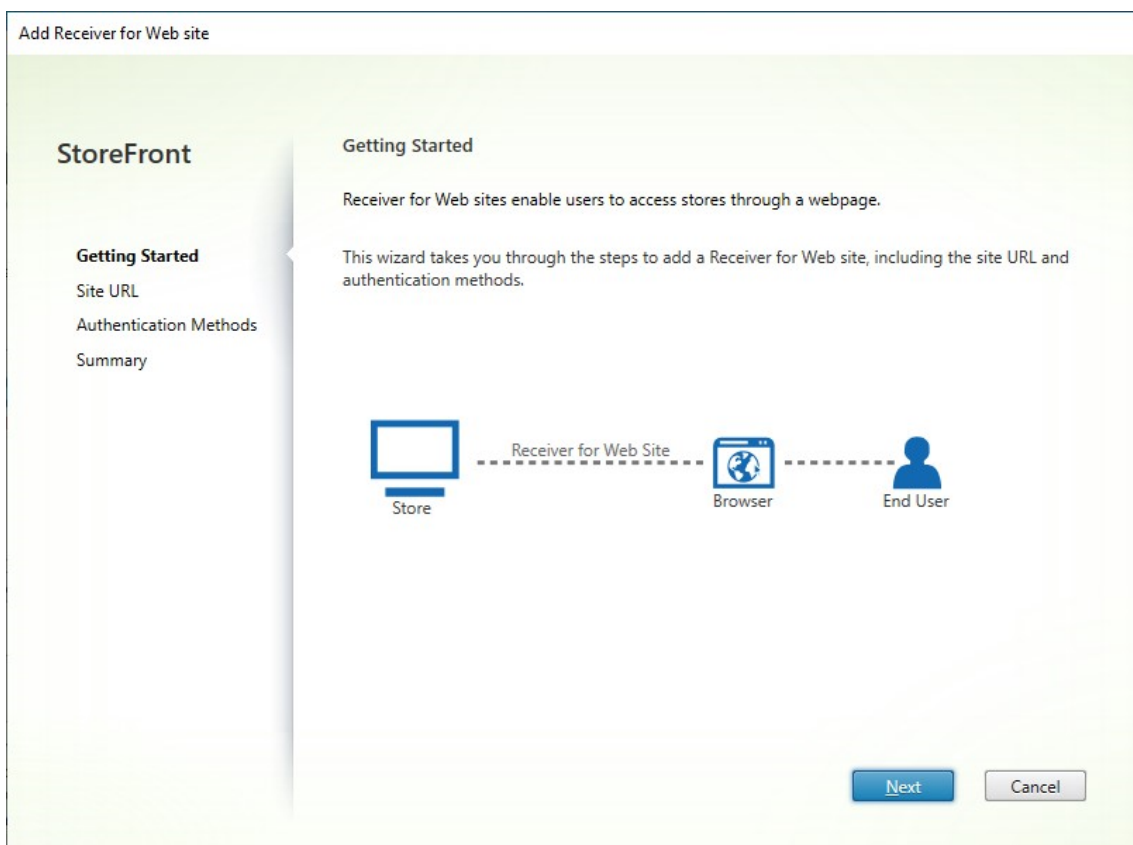 Add Receiver for Web site
StoreFront
Getting Started
Site URL
Authentication Methods
Summary
Getting Started
Receiver for Web sites enable users to access stores through a webpage.
This wizard takes you through the steps to add a Receiver for Web site, including the site URL and
authentication methods.
Receiver for Web Site
Store
Browser
End User
Next
Cancel